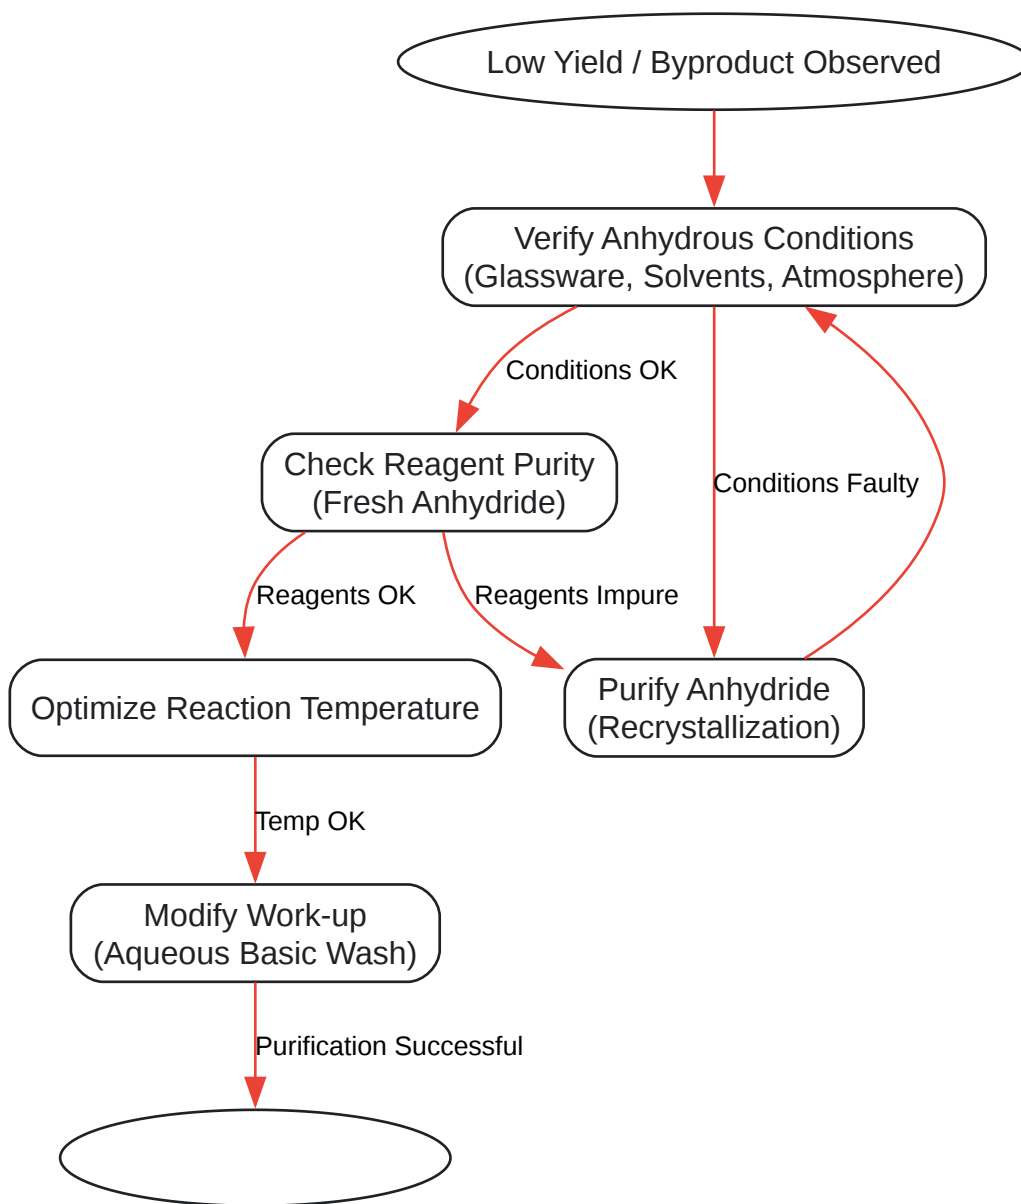 Low Yield / Byproduct Observed
Verify Anhydrous Conditions
(Glassware, Solvents, Atmosphere)
Conditions OK
Check Reagent Purity
(Fresh Anhydride)
Conditions Faulty
Reagents OK
Reagents Impure
Optimize Reaction Temperature
Purify Anhydride
(Recrystallization)
Temp OK
Modify Work-up
(Aqueous Basic Wash)
Purification Successful